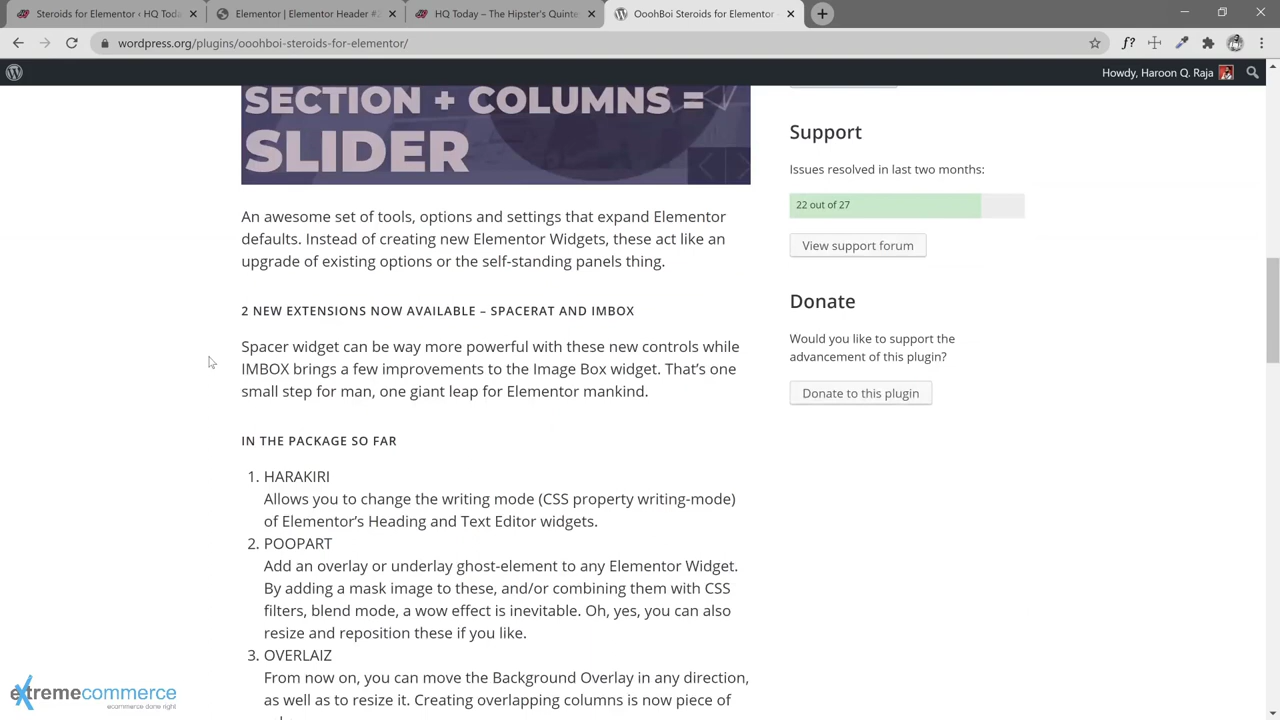 Steroids for Elementor ‹ HQ Toda
Elementor | Elementor Header #2
HQ Today – The Hipster's Quinte
OoohBoi Steroids for Elementor
wordpress.org/plugins/ooohboi-steroids-for-elementor/
Howdy, Haroon Q. Raja
SECTION + COLUMNS =
SLIDER
An awesome set of tools, options and settings that expand Elementor
defaults. Instead of creating new Elementor Widgets, these act like an
upgrade of existing options or the self-standing panels thing.
2 NEW EXTENSIONS NOW AVAILABLE – SPACERAT AND IMBOX
Spacer widget can be way more powerful with these new controls while
IMBOX brings a few improvements to the Image Box widget. That's one
small step for man, one giant leap for Elementor mankind.
IN THE PACKAGE SO FAR
1. HARAKIRI
Allows you to change the writing mode (CSS property writing-mode)
of Elementor's Heading and Text Editor widgets.
2. POOPART
Add an overlay or underlay ghost-element to any Elementor Widget.
By adding a mask image to these, and/or combining them with CSS
filters, blend mode, a wow effect is inevitable. Oh, yes, you can also
resize and reposition these if you like.
3. OVERLAIZ
From now on, you can move the Background Overlay in any direction,
as well as to resize it. Creating overlapping columns is now piece of
Support
Issues resolved in last two months:
22 out of 27
View support forum
Donate
Would you like to support the
advancement of this plugin?
Donate to this plugin
extremecommerce
ecommerce done right